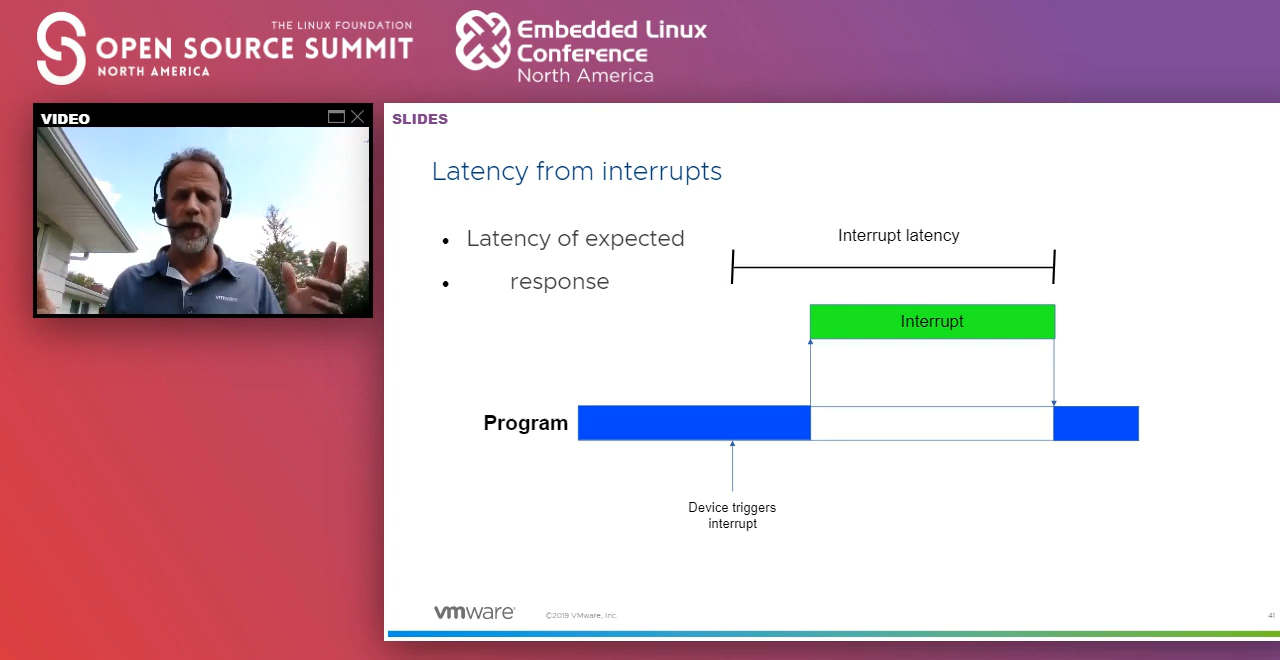 THE LINUX FOUNDATION
OPEN SOURCE SUMMIT
NORTH AMERICA
Embedded Linux
Conference
North America
VIDEO
vmware
SLIDES
Latency from interrupts
• Latency of expected
• response
Interrupt latency
Interrupt
Program
Device triggers
interrupt
vmware®
©2019 VMware, Inc.
41